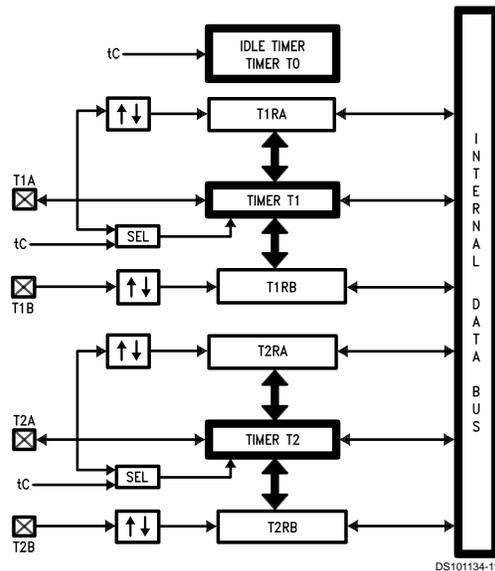 tC
IDLE TIMER
TIMER T0
T1RA
T1A
TIMER T1
SEL
tC
T1B
T1RB
T2RA
T2A
TIMER T2
SEL
tC
T2B
T2RB
INTERNAL DATA BUS